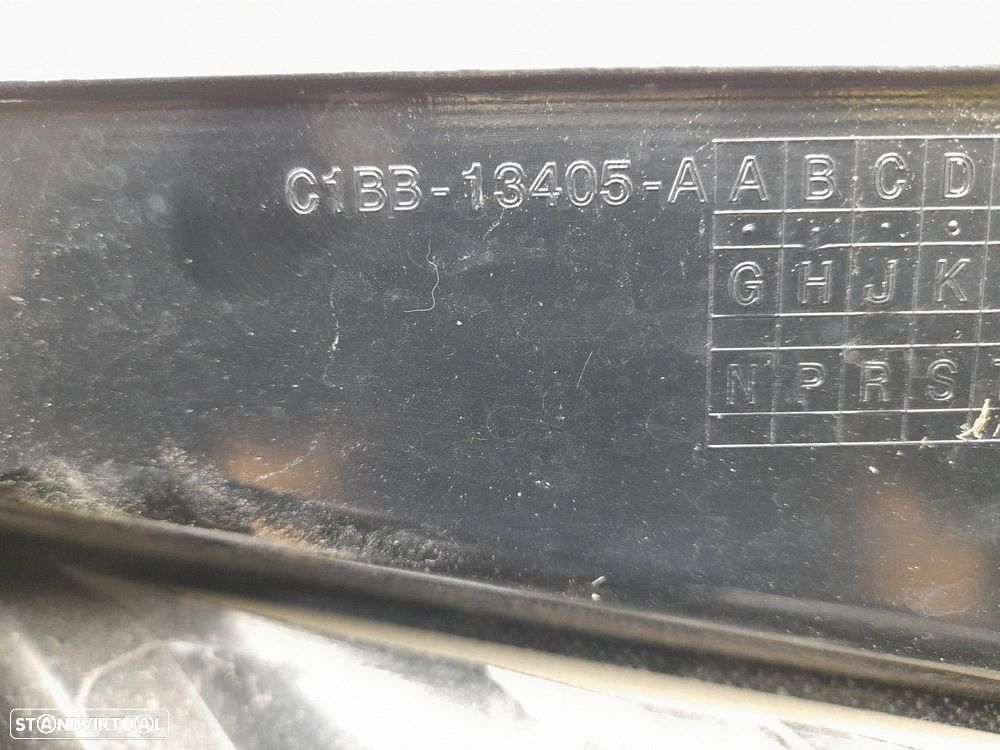 C1BB-13405-A A B C D
G H J K
N P R S
STANDVIRTUAL